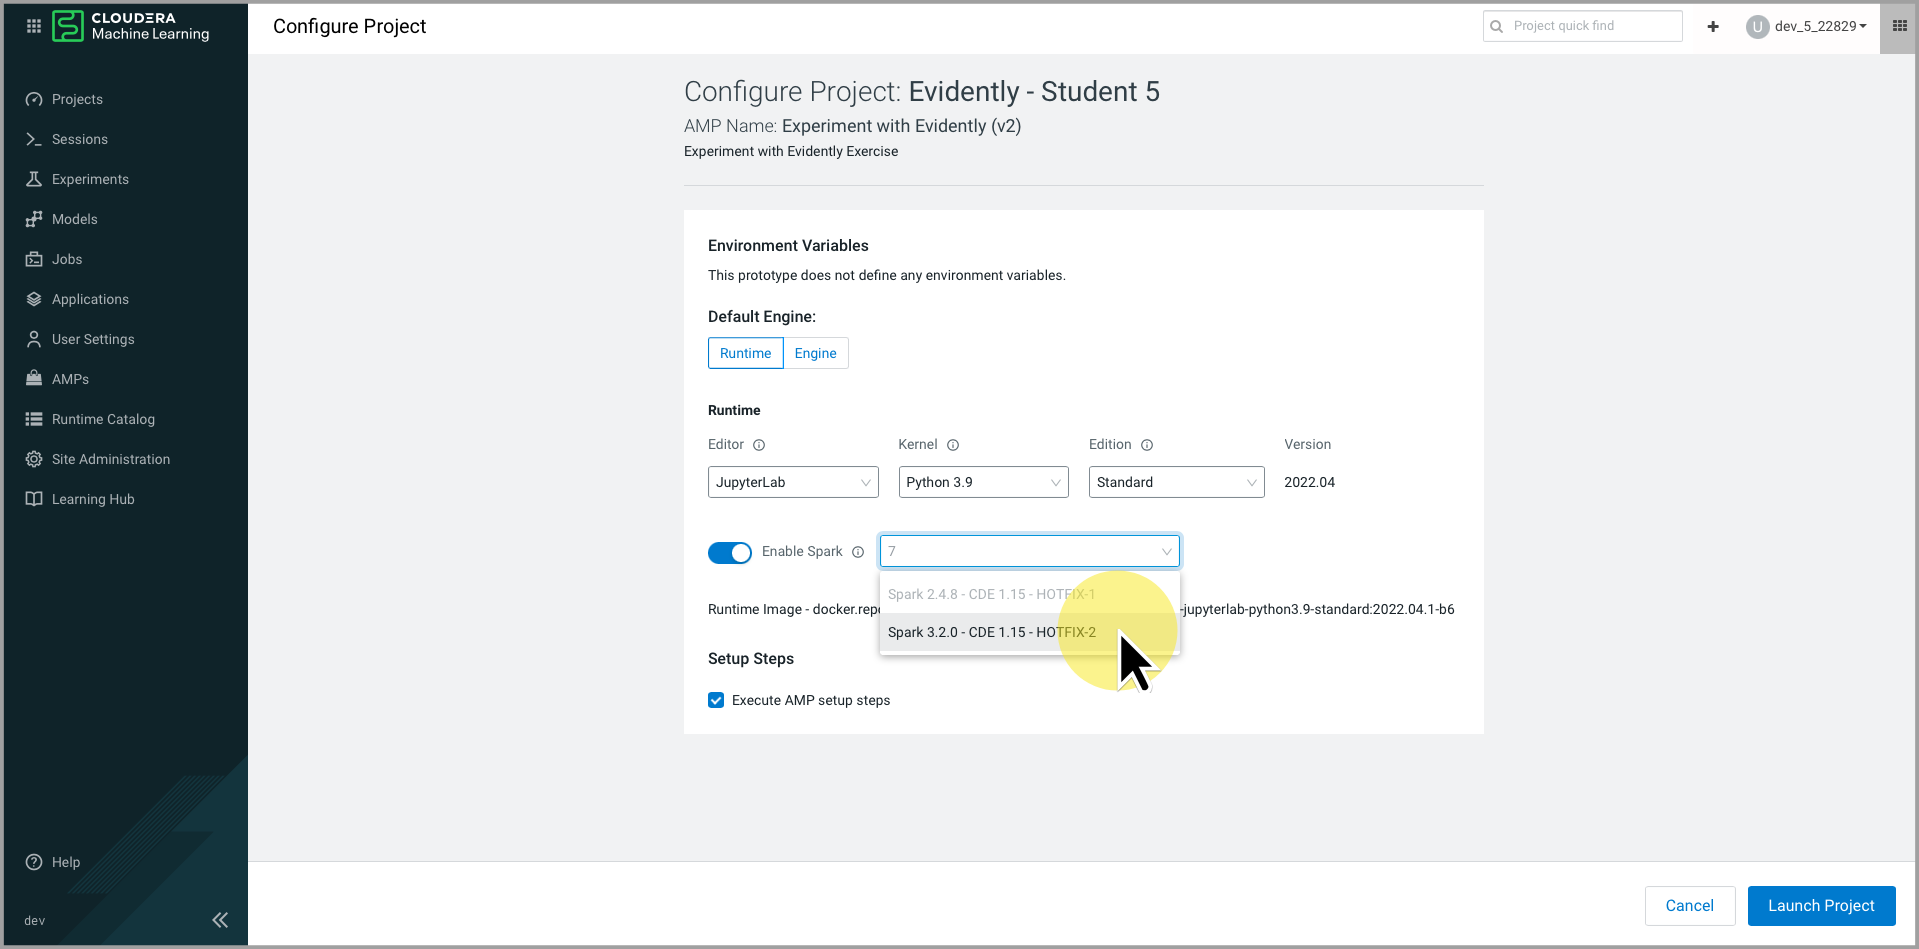 CLOUDERA
Machine Learning
Configure Project
Project quick find
U
dev_5_22829
Projects
Sessions
Experiments
Models
Jobs
Applications
User Settings
AMPs
Runtime Catalog
Site Administration
Learning Hub
Help
dev
Configure Project: Evidently - Student 5
AMP Name: Experiment with Evidently (v2)
Experiment with Evidently Exercise
Environment Variables
This prototype does not define any environment variables.
Default Engine:
Runtime Engine
Runtime
Editor Kernel Edition Version
JupyterLab Python 3.9 Standard 2022.04
Enable Spark 7
Spark 2.4.8 - CDE 1.15 - HOTFIX-1
Runtime Image - docker.repo -jupyterlab-python3.9-standard:2022.04.1-b6
Spark 3.2.0 - CDE 1.15 - HOTFIX-2
Setup Steps
Execute AMP setup steps
Cancel Launch Project